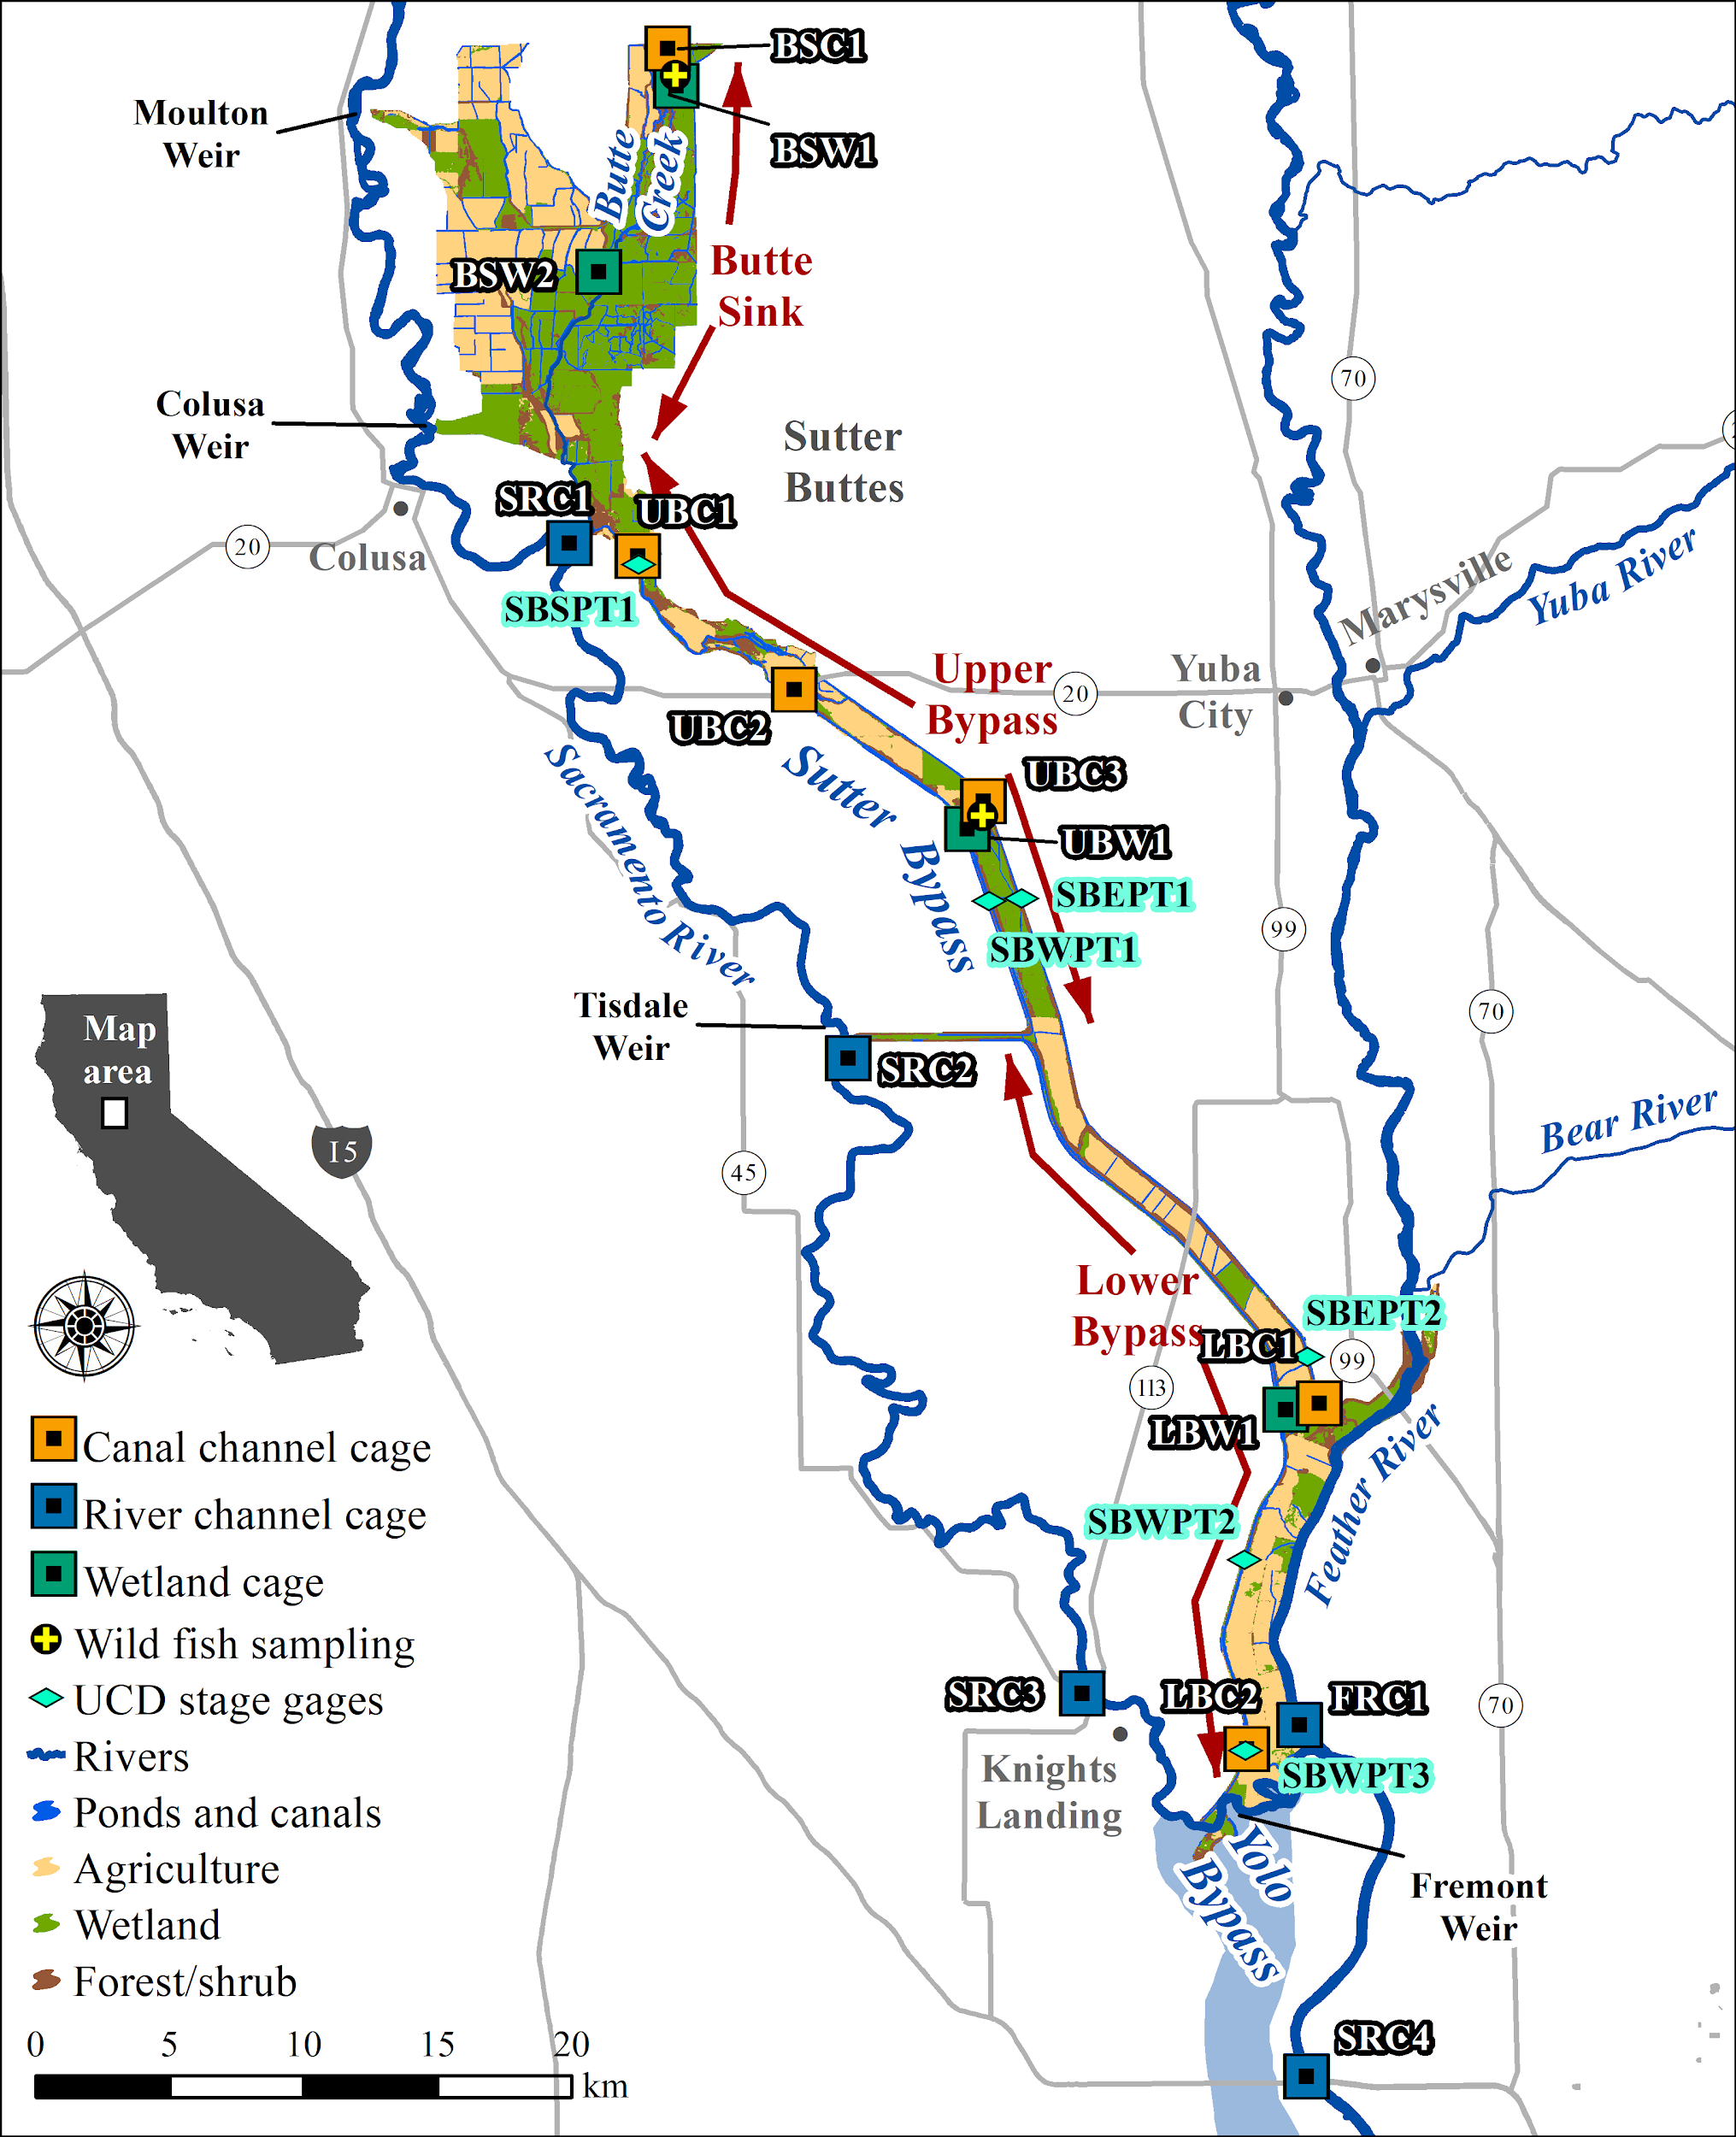 BSC1
Moulton
Weir
BSW1
Butte
Creek
Butte
Sink
BSW2
70
Colusa
Weir
Sutter
Buttes
SRC1
UBC1
20
Colusa
SBSPT1
Marysville
Yuba River
Upper
Bypass
20
Yuba
City
UBC2
Sutter
Bypass
Sacramento River
UBC3
UBW1
SBEPT1
SBWPT1
99
Tisdale
Weir
SRC2
70
Map
area
I5
45
Bear River
Lower
Bypass
SBEPT2
LBC1
99
113
LBW1
Feather River
SBWPT2
Canal channel cage
River channel cage
Wetland cage
Wild fish sampling
UCD stage gages
Rivers
Ponds and canals
Agriculture
Wetland
Forest/shrub
SRC3
LBC2
FRC1
70
Knights
Landing
SBWPT3
Yolo
Bypass
Fremont
Weir
SRC4
0 5 10 15 20
km